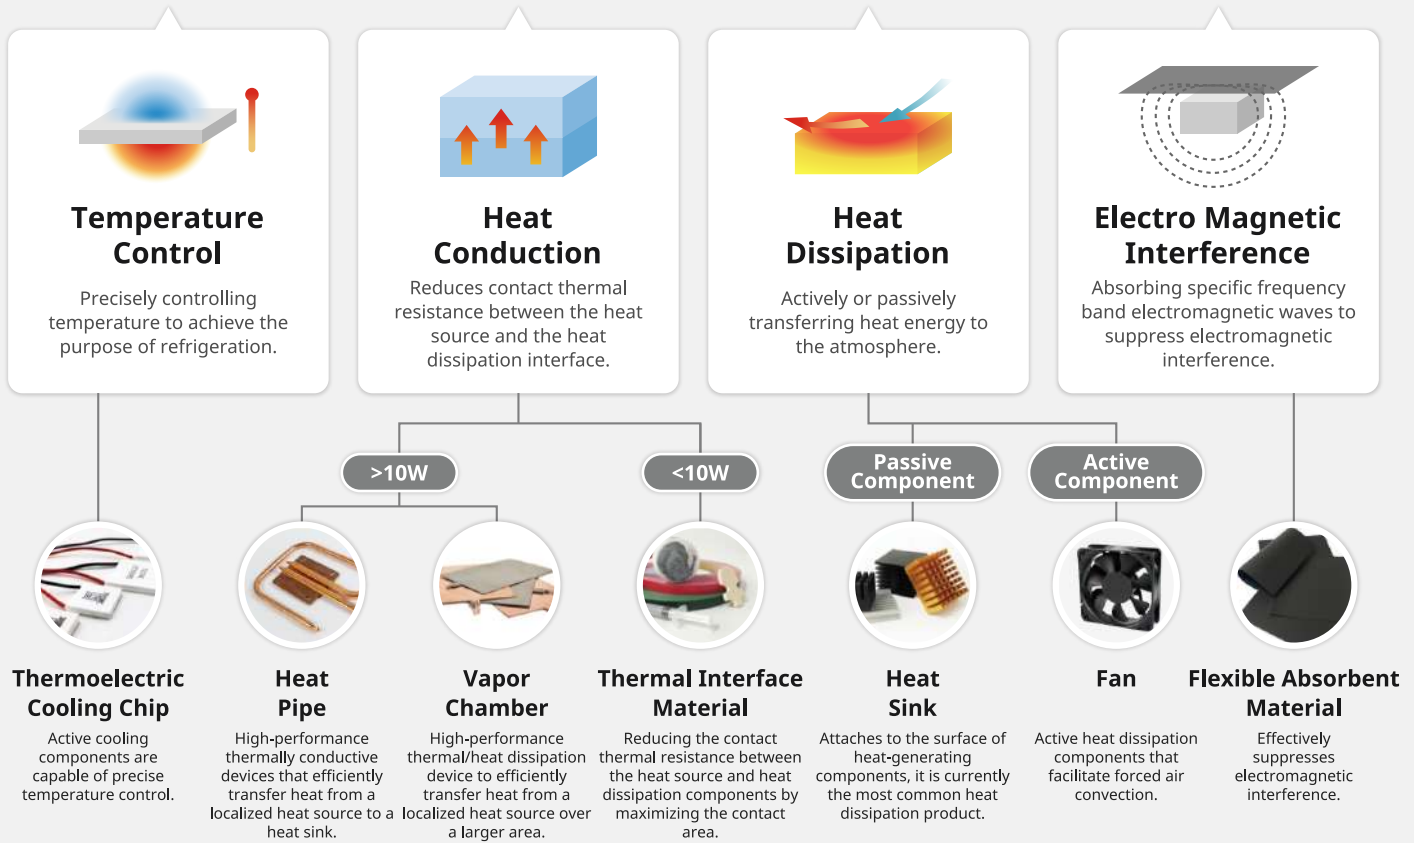 Temperature
Control
Precisely controlling
temperature to achieve the
purpose of refrigeration.
Heat
Conduction
Reduces contact thermal
resistance between the heat
source and the heat
dissipation interface.
Heat
Dissipation
Actively or passively
transferring heat energy to
the atmosphere.
Electro Magnetic
Interference
Absorbing specific frequency
band electromagnetic waves to
suppress electromagnetic
interference.
>10W
<10W
Passive
Component
Active
Component
Thermoelectric
Cooling Chip
Active cooling
components are
capable of precise
temperature control.
Heat
Pipe
High-performance
thermally conductive
devices that efficiently
transfer heat from a
localized heat source to a
heat sink.
Vapor
Chamber
High-performance
thermal/heat dissipation
device to efficiently
transfer heat from a
localized heat source over
a larger area.
Thermal Interface
Material
Reducing the contact
thermal resistance between
the heat source and heat
dissipation components by
maximizing the contact
area.
Heat
Sink
Attaches to the surface of
heat-generating
components, it is currently
the most common heat
dissipation product.
Fan
Active heat dissipation
components that
facilitate forced air
convection.
Flexible Absorbent
Material
Effectively
suppresses
electromagnetic
interference.